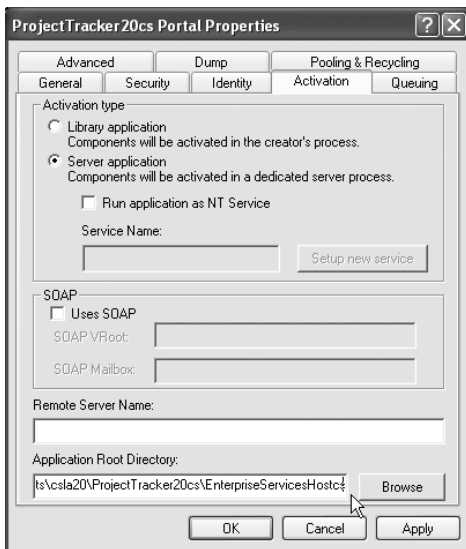 ProjectTracker20cs Portal Properties
Advanced Dump Pooling & Recycling
General Security Identity Activation Queuing
Activation type
Library application
Components will be activated in the creator's process.
Server application
Components will be activated in a dedicated server process.
Run application as NT Service
Service Name:
Setup new service
SOAP
Uses SOAP
SOAP VRoot:
SOAP Mailbox:
Remote Server Name:
Application Root Directory:
ts\csla20\ProjectTracker20cs\EnterpriseServicesHostcs
Browse
OK Cancel Apply